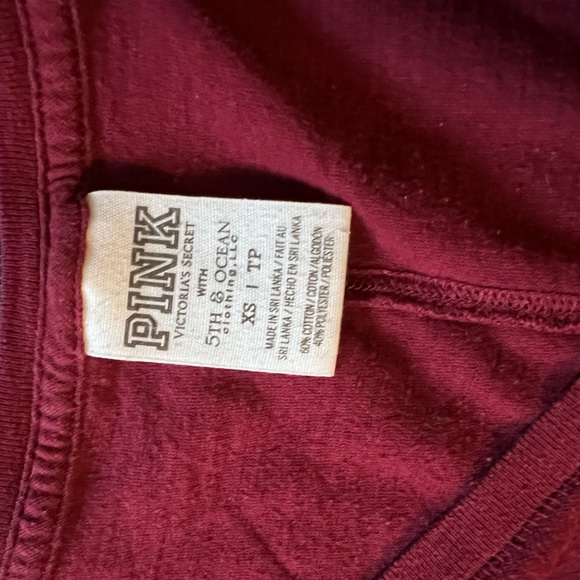 PINK
VICTORIA'S SECRET
WITH
5TH & OCEAN
clothing, LLC
XS | TP
MADE IN SRI LANKA / FAIT AU
SRI LANKA / HECHO EN SRI LANKA
60% COTTON / COTON / ALGODON
40% POLYESTER / POLIÉSTER